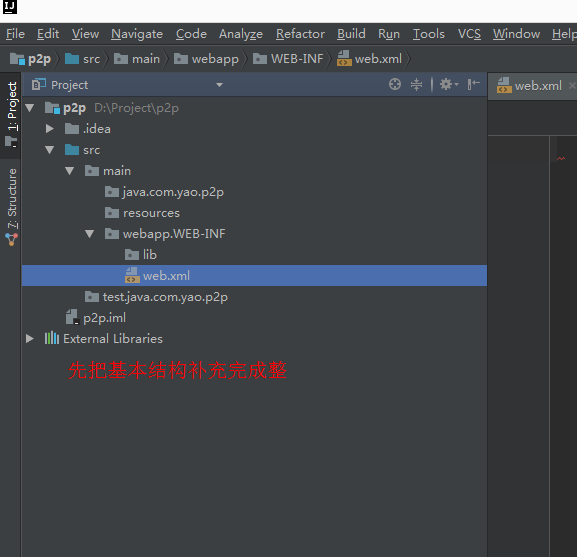 IJ
File Edit View Navigate Code Analyze Refactor Build Run Tools VCS Window Help
p2p src main webapp WEB-INF web.xml
1: Project
Project
web.xml
p2p D:\Project\p2p
.idea
src
main
java.com.yao.p2p
resources
webapp.WEB-INF
lib
web.xml
test.java.com.yao.p2p
p2p.iml
External Libraries
7: Structure
先把基本结构补充完成整